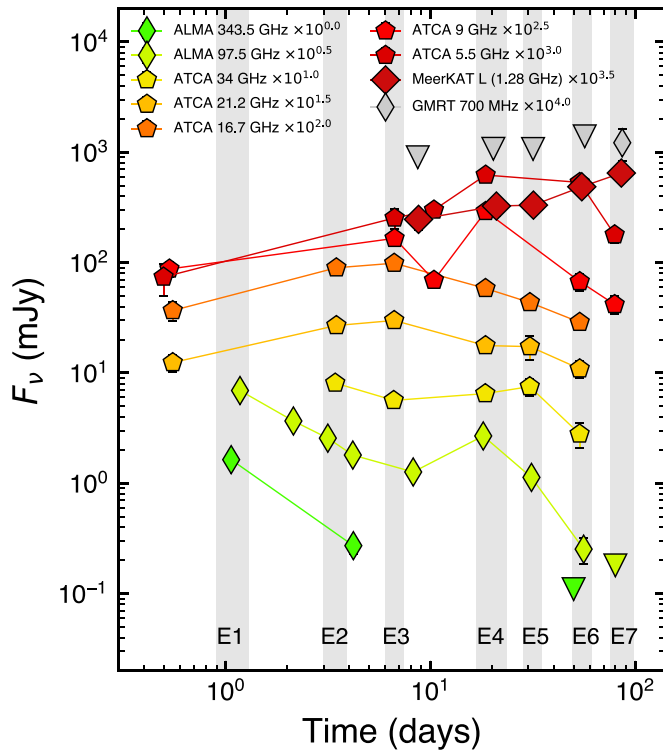 ALMA 343.5 GHz ×10^0.0
ALMA 97.5 GHz ×10^0.5
ATCA 34 GHz ×10^1.0
ATCA 21.2 GHz ×10^1.5
ATCA 16.7 GHz ×10^2.0
ATCA 9 GHz ×10^2.5
ATCA 5.5 GHz ×10^3.0
MeerKAT L (1.28 GHz) ×10^3.5
GMRT 700 MHz ×10^4.0
10^4
10^3
10^2
10^1
10^0
10^−1
F_ν (mJy)
E1 E2 E3 E4 E5 E6 E7
10^0 10^1 10^2
Time (days)